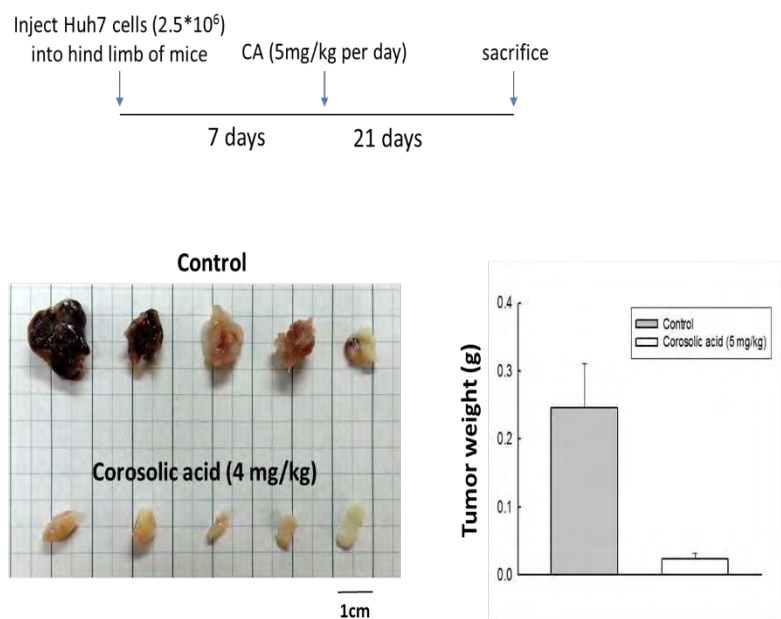 Inject Huh7 cells (2.5*10⁶)
into hind limb of mice
CA (5mg/kg per day)
sacrifice
7 days
21 days
Control
Corosolic acid (4 mg/kg)
1cm
0.4
0.3
0.2
0.1
0.0
Tumor weight (g)
Control
Corosolic acid (5 mg/kg)